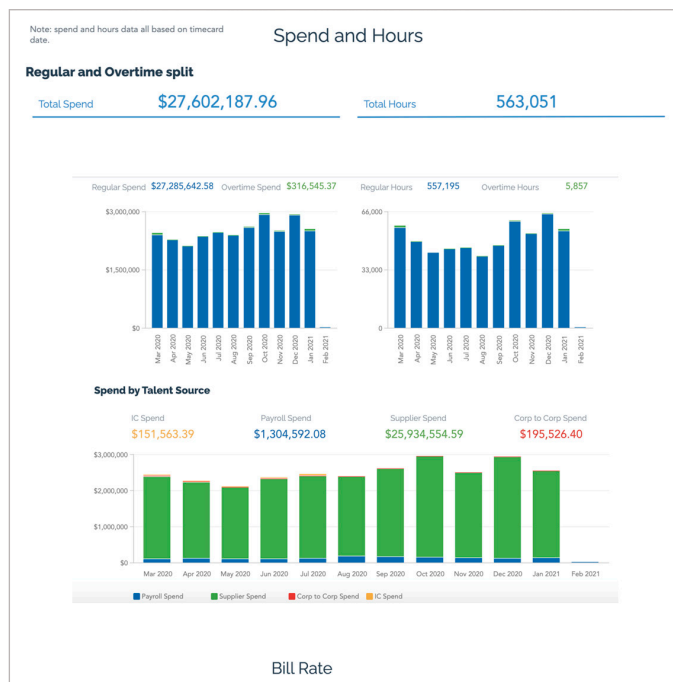 Note: spend and hours data all based on timecard
date.
Spend and Hours
Regular and Overtime split
Total Spend $27,602,187.96 Total Hours 563,051
Regular Spend $27,285,642.58 Overtime Spend $316,545.37 Regular Hours 557,195 Overtime Hours 5,857
$3,000,000
$1,500,000
$0
Mar 2020 Apr 2020 May 2020 Jun 2020 Jul 2020 Aug 2020 Sep 2020 Oct 2020 Nov 2020 Dec 2020 Jan 2021 Feb 2021
66,000
33,000
0
Mar 2020 Apr 2020 May 2020 Jun 2020 Jul 2020 Aug 2020 Sep 2020 Oct 2020 Nov 2020 Dec 2020 Jan 2021 Feb 2021
Spend by Talent Source
IC Spend Payroll Spend Supplier Spend Corp to Corp Spend
$151,563.39 $1,304,592.08 $25,934,554.59 $195,526.40
$3,000,000
$2,000,000
$1,000,000
$0
Mar 2020 Apr 2020 May 2020 Jun 2020 Jul 2020 Aug 2020 Sep 2020 Oct 2020 Nov 2020 Dec 2020 Jan 2021 Feb 2021
Payroll Spend Supplier Spend Corp to Corp Spend IC Spend
Bill Rate